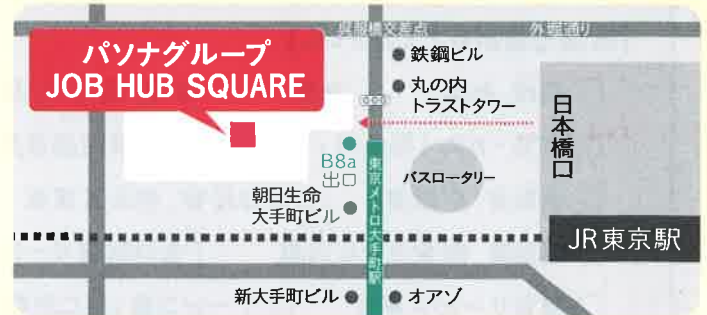 呉服橋交差点
外堀通り
パソナグループ
JOB HUB SQUARE
鉄鋼ビル
丸の内
トラストタワー
日本橋口
B8a
出口
バスロータリー
朝日生命
大手町ビル
東京メトロ大手町駅
JR東京駅
新大手町ビル
オアゾ